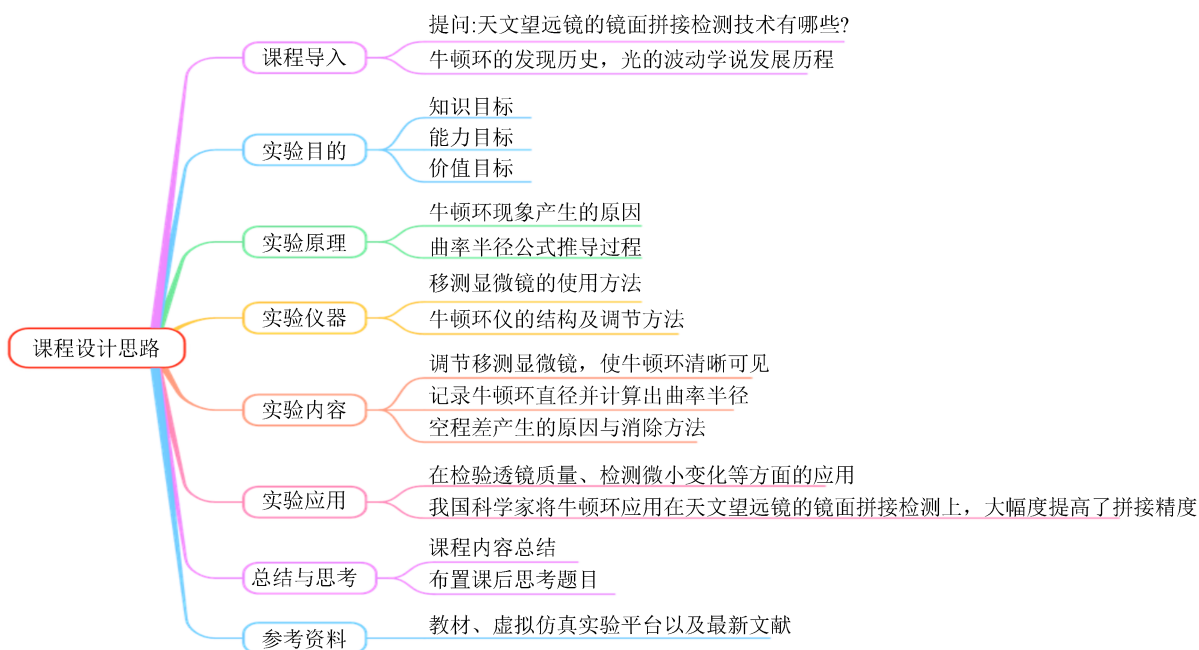 课程设计思路
课程导入
提问:天文望远镜的镜面拼接检测技术有哪些?
牛顿环的发现历史，光的波动学说发展历程
实验目的
知识目标
能力目标
价值目标
实验原理
牛顿环现象产生的原因
曲率半径公式推导过程
实验仪器
移测显微镜的使用方法
牛顿环仪的结构及调节方法
实验内容
调节移测显微镜，使牛顿环清晰可见
记录牛顿环直径并计算出曲率半径
空程差产生的原因与消除方法
实验应用
在检验透镜质量、检测微小变化等方面的应用
我国科学家将牛顿环应用在天文望远镜的镜面拼接检测上，大幅度提高了拼接精度
总结与思考
课程内容总结
布置课后思考题目
参考资料
教材、虚拟仿真实验平台以及最新文献